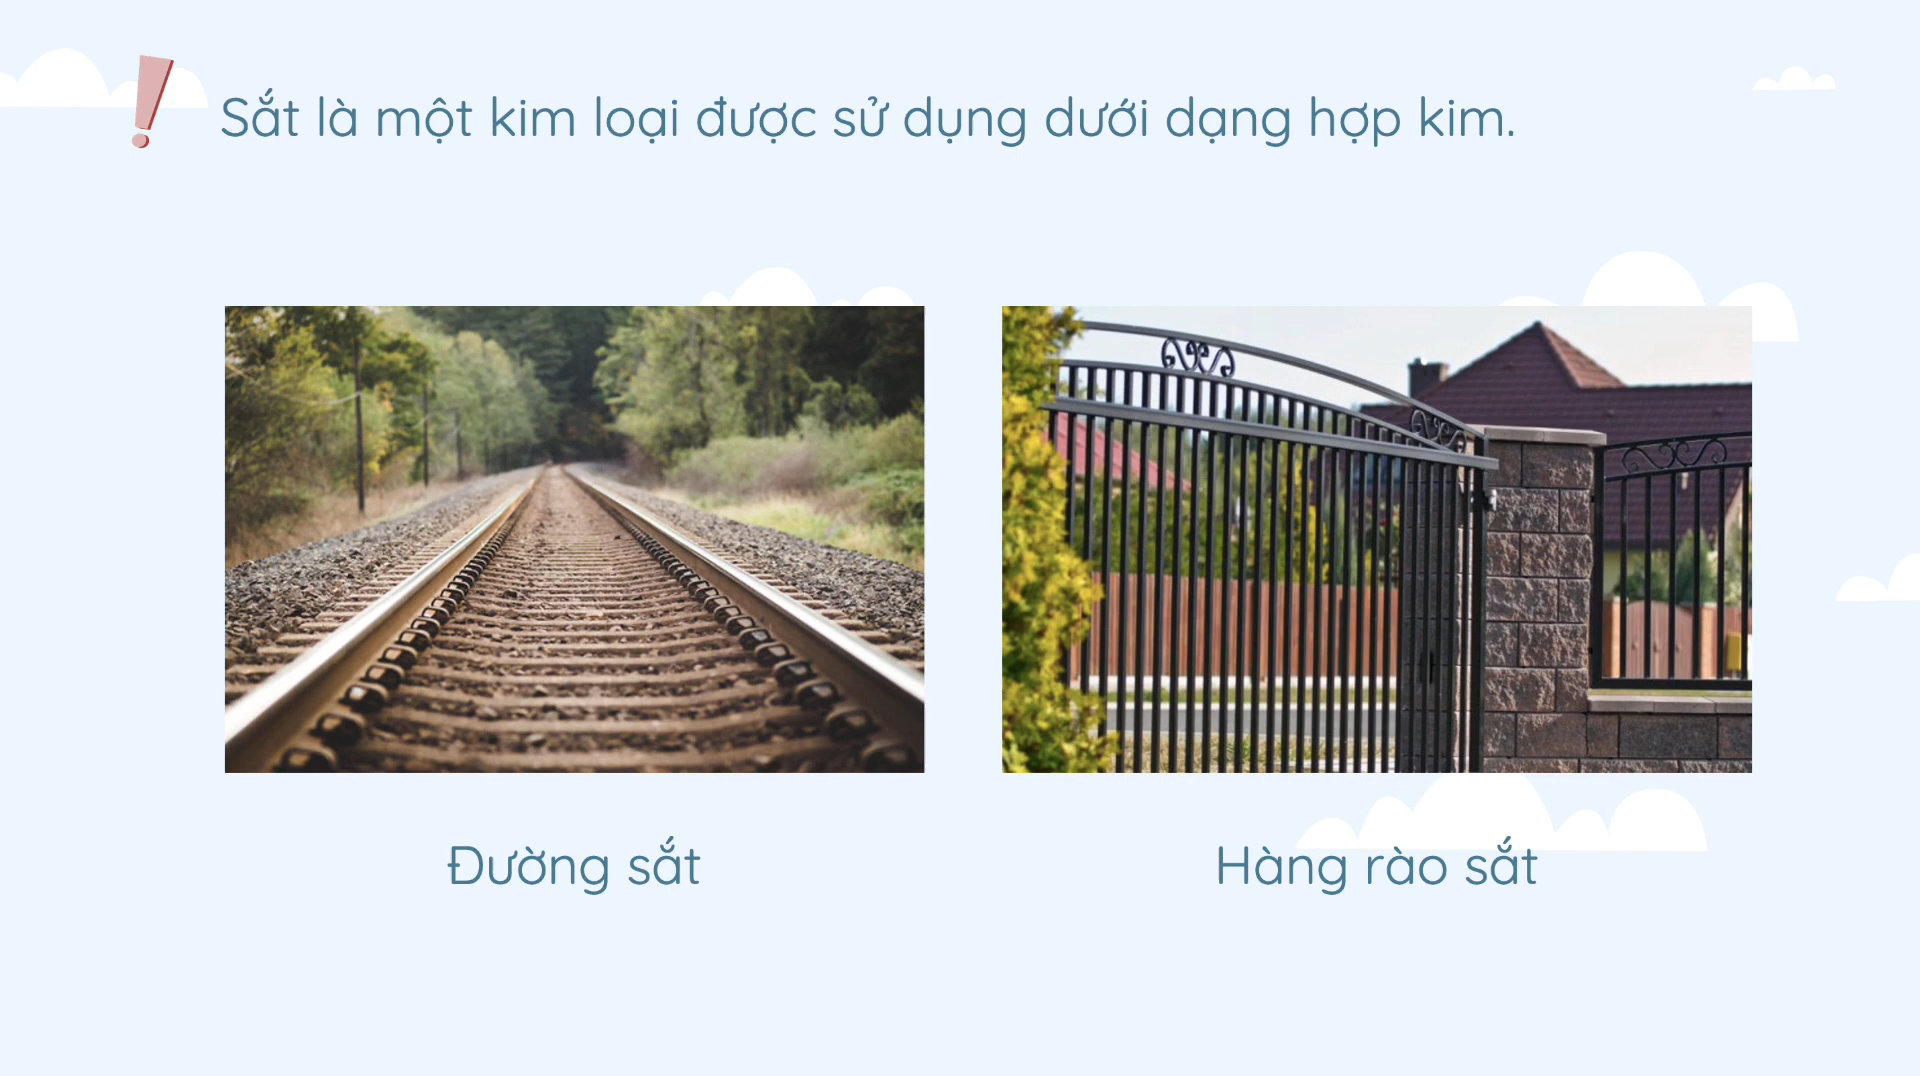 Sắt là một kim loại được sử dụng dưới dạng hợp kim.
Đường sắt
Hàng rào sắt